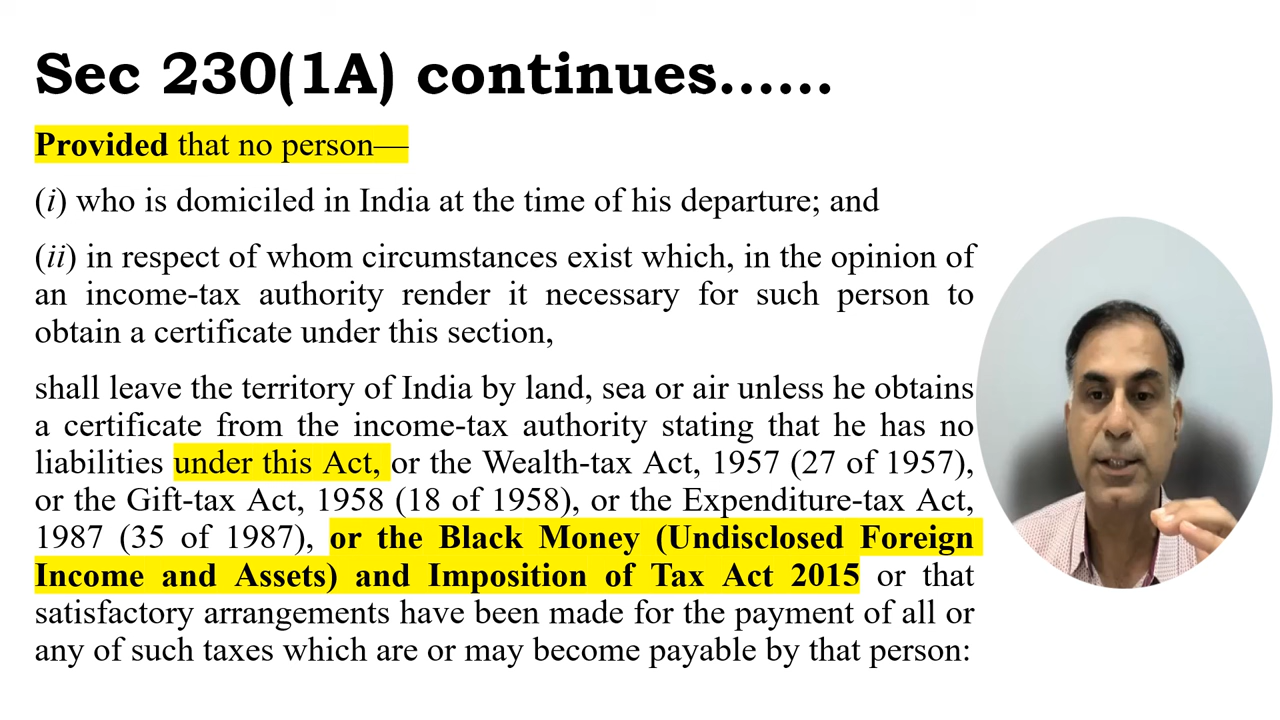 Sec 230(1A) continues......
Provided that no person—
(i) who is domiciled in India at the time of his departure; and
(ii) in respect of whom circumstances exist which, in the opinion of
an income-tax authority render it necessary for such person to
obtain a certificate under this section,
shall leave the territory of India by land, sea or air unless he obtains
a certificate from the income-tax authority stating that he has no
liabilities under this Act, or the Wealth-tax Act, 1957 (27 of 1957),
or the Gift-tax Act, 1958 (18 of 1958), or the Expenditure-tax Act,
1987 (35 of 1987), or the Black Money (Undisclosed Foreign
Income and Assets) and Imposition of Tax Act 2015 or that
satisfactory arrangements have been made for the payment of all or
any of such taxes which are or may become payable by that person: